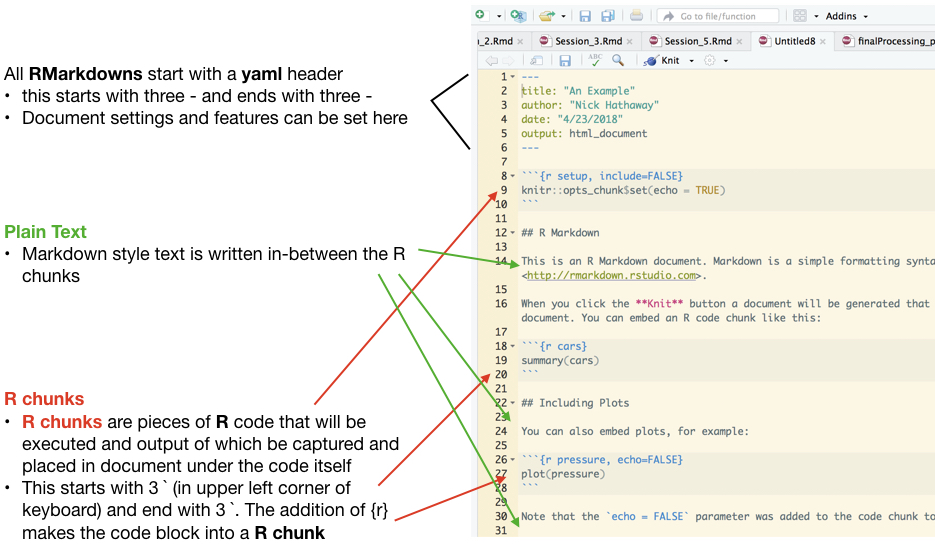 Go to file/function
Addins
_2.Rmd
Session_3.Rmd
Session_5.Rmd
Untitled8
finalProcessing_p
ABC
Knit
All RMarkdowns start with a yaml header
• this starts with three - and ends with three -
• Document settings and features can be set here
Plain Text
• Markdown style text is written in-between the R
chunks
R chunks
• R chunks are pieces of R code that will be
executed and output of which be captured and
placed in document under the code itself
• This starts with 3 ` (in upper left corner of
keyboard) and end with 3 `. The addition of {r}
makes the code block into a R chunk
1 ---
2 title: "An Example"
3 author: "Nick Hathaway"
4 date: "4/23/2018"
5 output: html_document
6 ---
7
8 ```{r setup, include=FALSE}
9 knitr::opts_chunk$set(echo = TRUE)
10 ```
11
12 ## R Markdown
13
14 This is an R Markdown document. Markdown is a simple formatting synta
<http://rmarkdown.rstudio.com>.
15
16 When you click the **Knit** button a document will be generated that
document. You can embed an R code chunk like this:
17
18 ```{r cars}
19 summary(cars)
20 ```
21
22 ## Including Plots
23
24 You can also embed plots, for example:
25
26 ```{r pressure, echo=FALSE}
27 plot(pressure)
28 ```
29
30 Note that the `echo = FALSE` parameter was added to the code chunk to
31